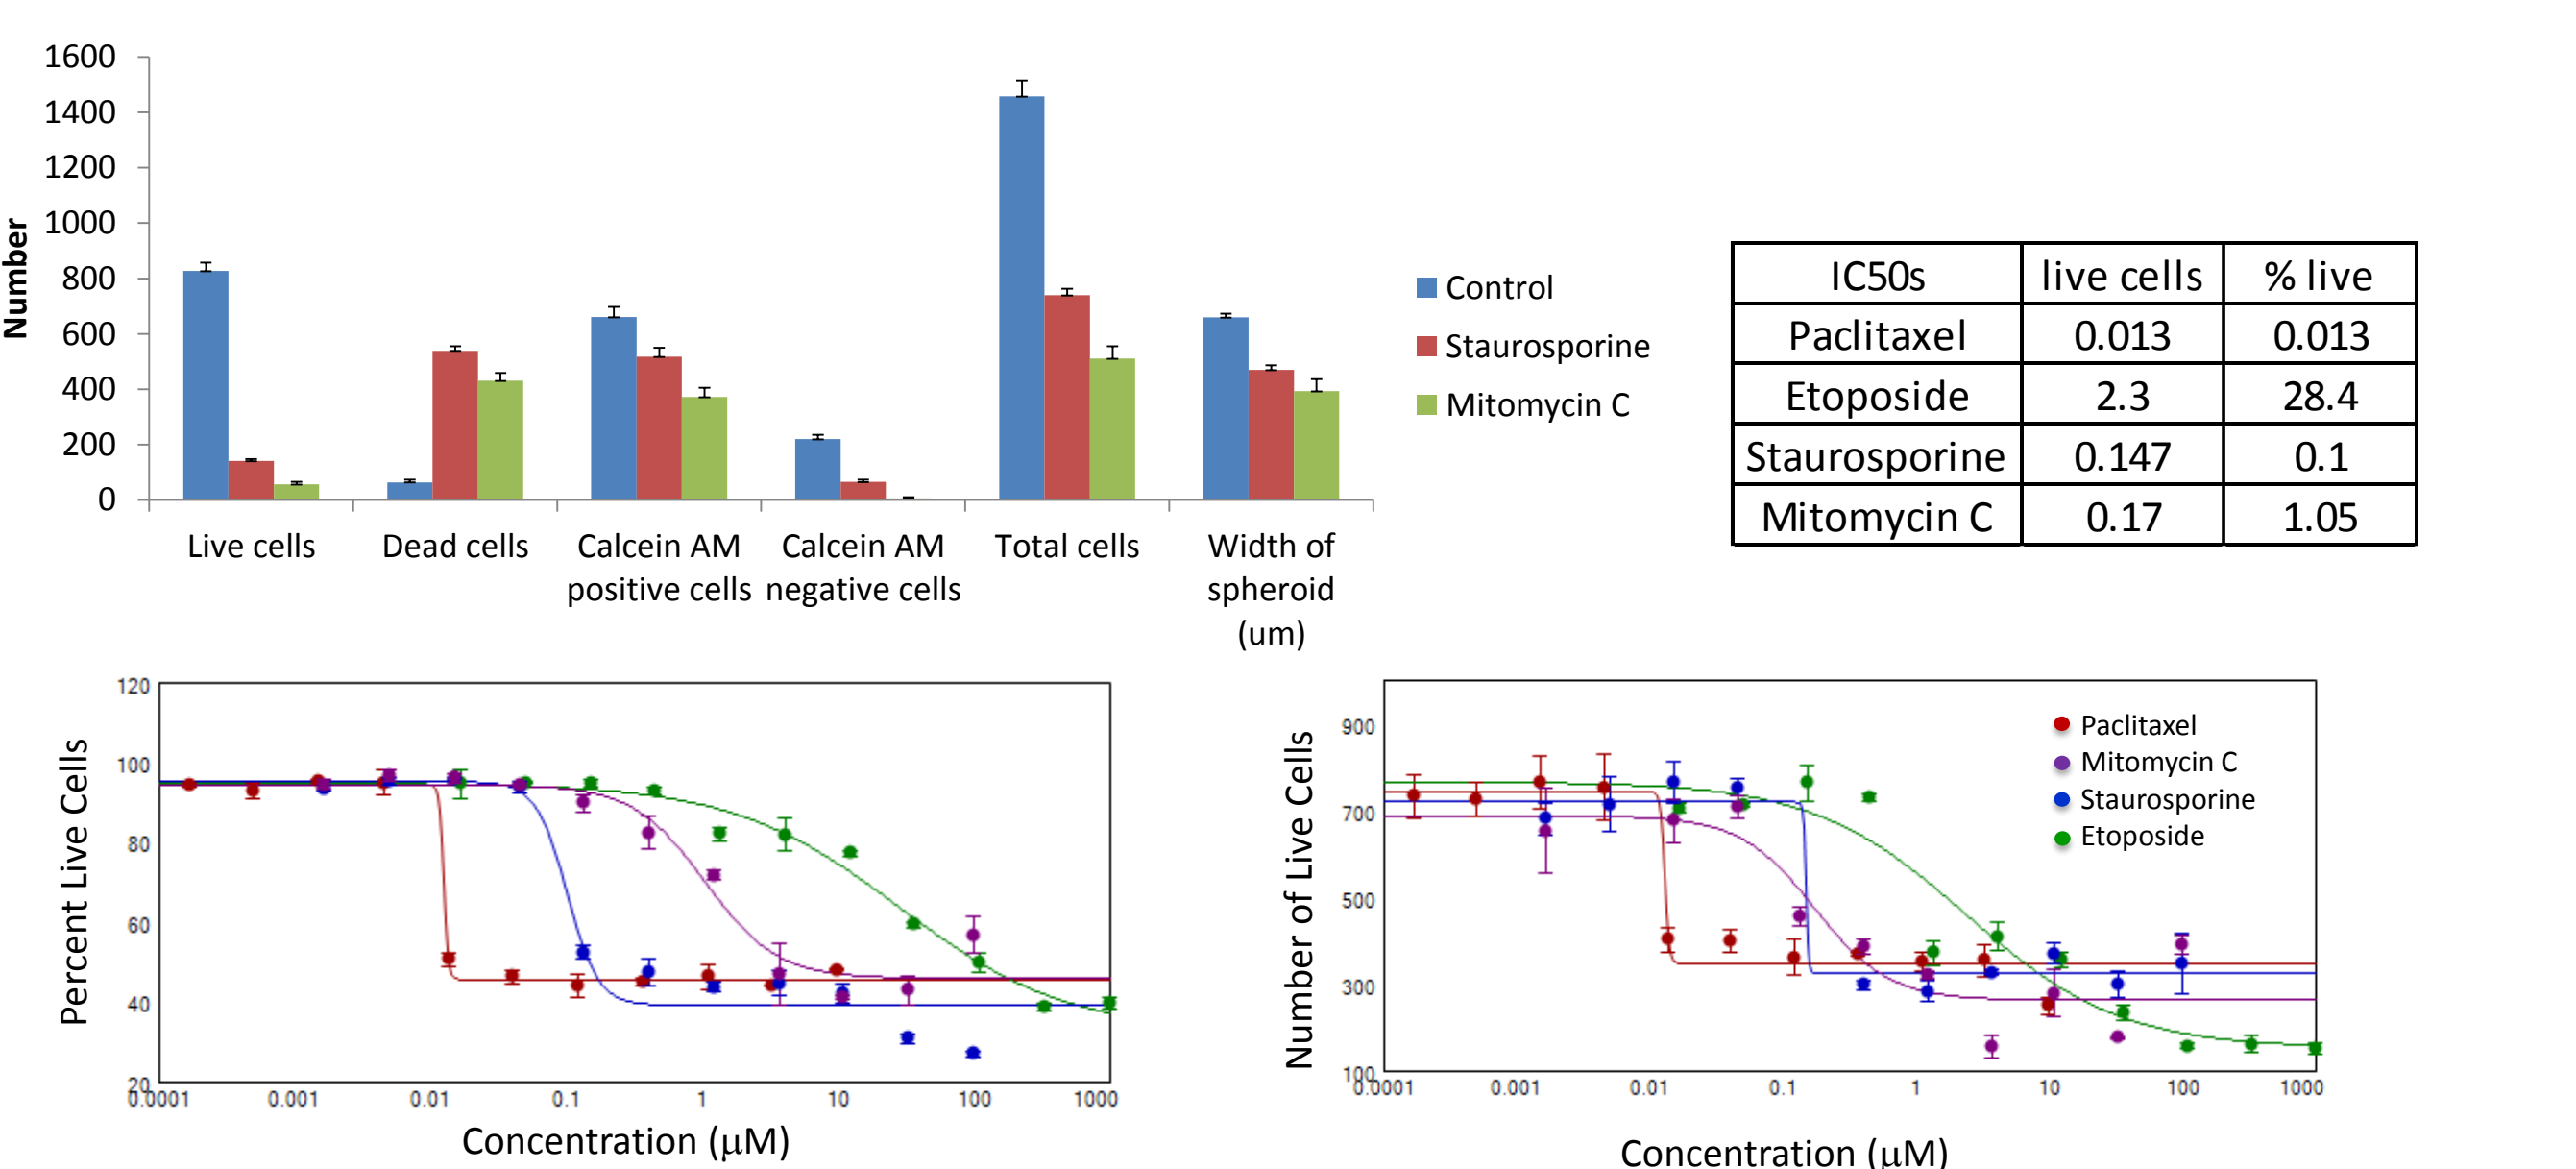 1600
1400
1200
1000
800
600
400
200
0
Number
Live cells
Dead cells
Calcein AM
positive cells
Calcein AM
negative cells
Total cells
Width of
spheroid
(um)
Control
Staurosporine
Mitomycin C
IC50s live cells % live
Paclitaxel 0.013 0.013
Etoposide 2.3 28.4
Staurosporine 0.147 0.1
Mitomycin C 0.17 1.05
120
100
80
60
40
20
Percent Live Cells
0.0001 0.001 0.01 0.1 1 10 100 1000
Concentration (μM)
900
700
500
300
100
Number of Live Cells
Paclitaxel
Mitomycin C
Staurosporine
Etoposide
0.0001 0.001 0.01 0.1 1 10 100 1000
Concentration (μM)